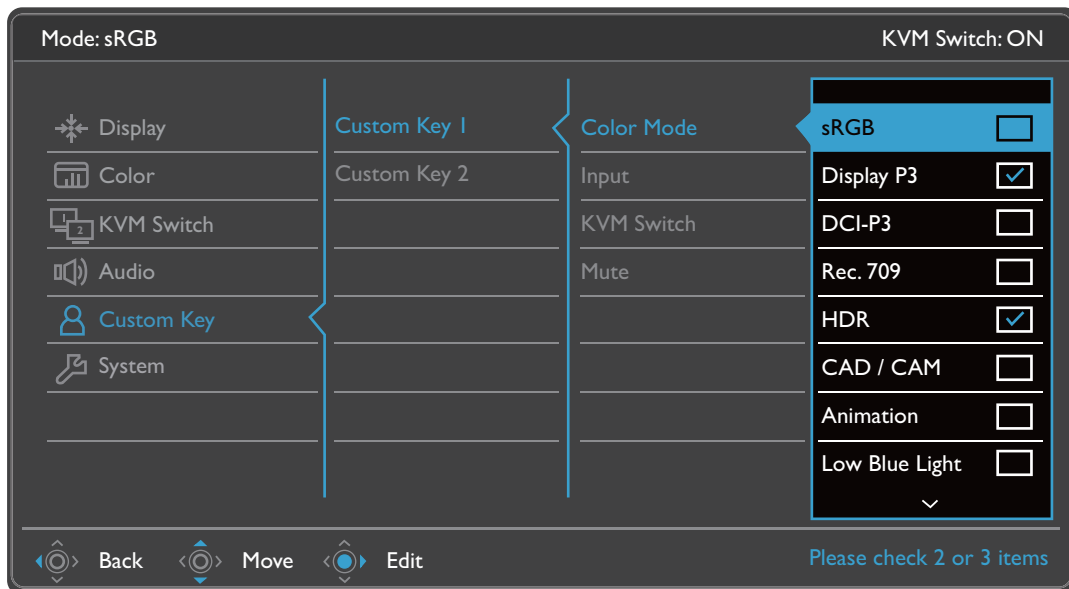 Mode: sRGB
KVM Switch: ON
Display
Color
1
2
KVM Switch
Audio
Custom Key
System
Custom Key 1
Custom Key 2
Color Mode
Input
KVM Switch
Mute
sRGB
Display P3
DCI-P3
Rec. 709
HDR
CAD / CAM
Animation
Low Blue Light
Back
Move
Edit
Please check 2 or 3 items